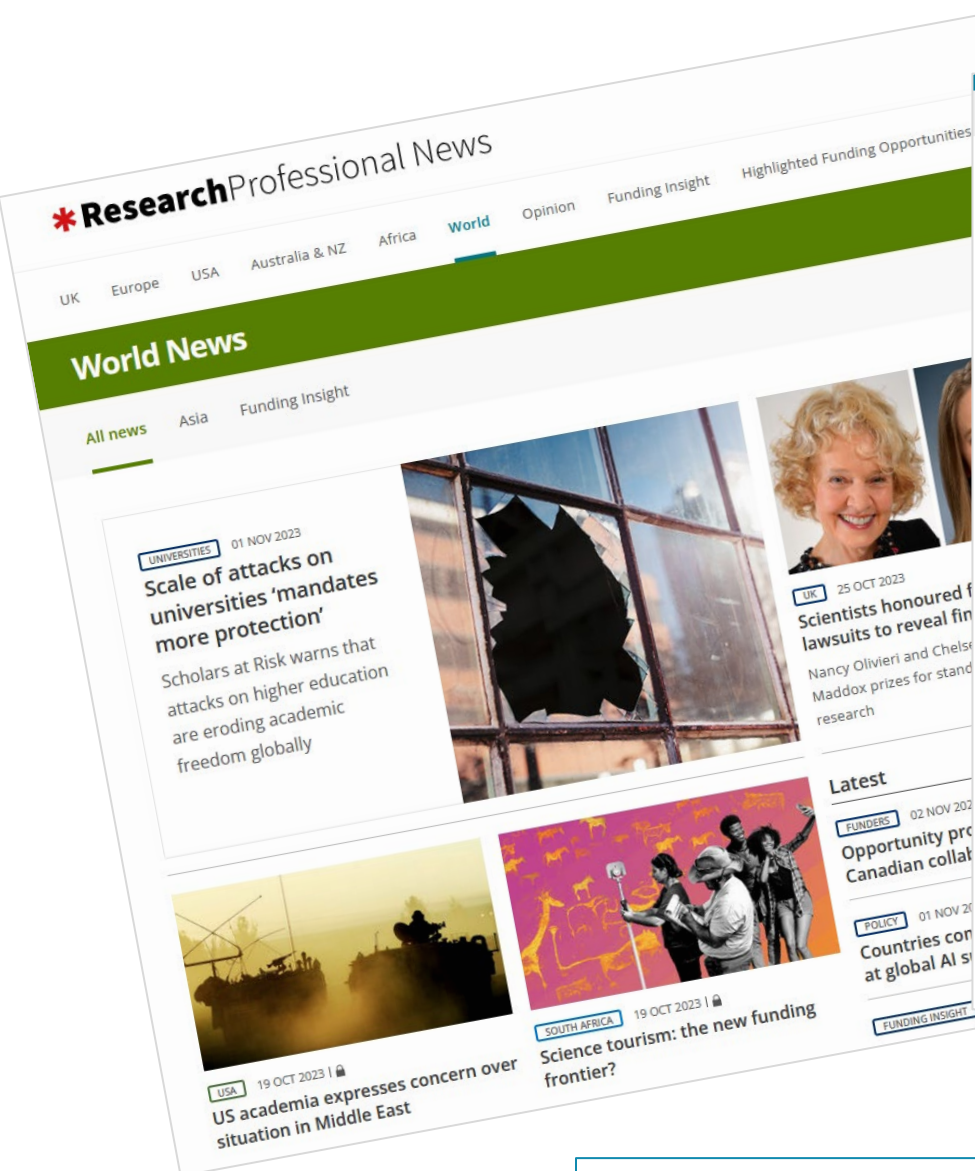 *ResearchProfessional News
UK Europe USA Australia & NZ Africa World Opinion Funding Insight Highlighted Funding Opportunities
World News
All news Asia Funding Insight
UNIVERSITIES 01 NOV 2023
Scale of attacks on
universities ‘mandates
more protection’
Scholars at Risk warns that
attacks on higher education
are eroding academic
freedom globally
UK 25 OCT 2023
Scientists honoured
lawsuits to reveal
Nancy Olivieri and
Maddox prizes for
research
Latest
FUNDERS 02 NOV
Opportunity
Canadian
POLICY 01 NOV
Countries
at global AI
FUNDING INSIGHT
USA 19 OCT 2023 |
US academia expresses concern over
situation in Middle East
SOUTH AFRICA 19 OCT 2023 |
Science tourism: the new funding
frontier?